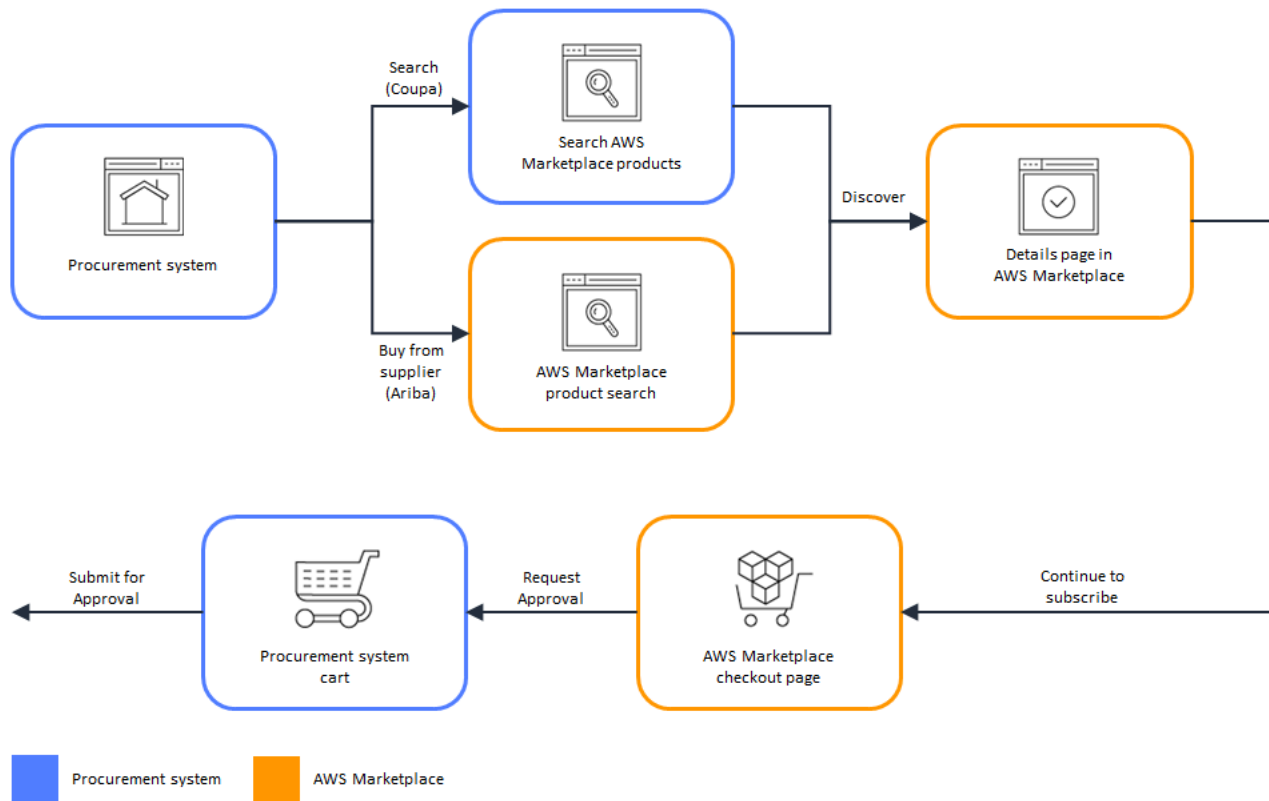 Search
(Coupa)
Search AWS
Marketplace products
Procurement system
Discover
Details page in
AWS Marketplace
Buy from
supplier
(Ariba)
AWS Marketplace
product search
Submit for
Approval
Procurement system
cart
Request
Approval
AWS Marketplace
checkout page
Continue to
subscribe
Procurement system
AWS Marketplace